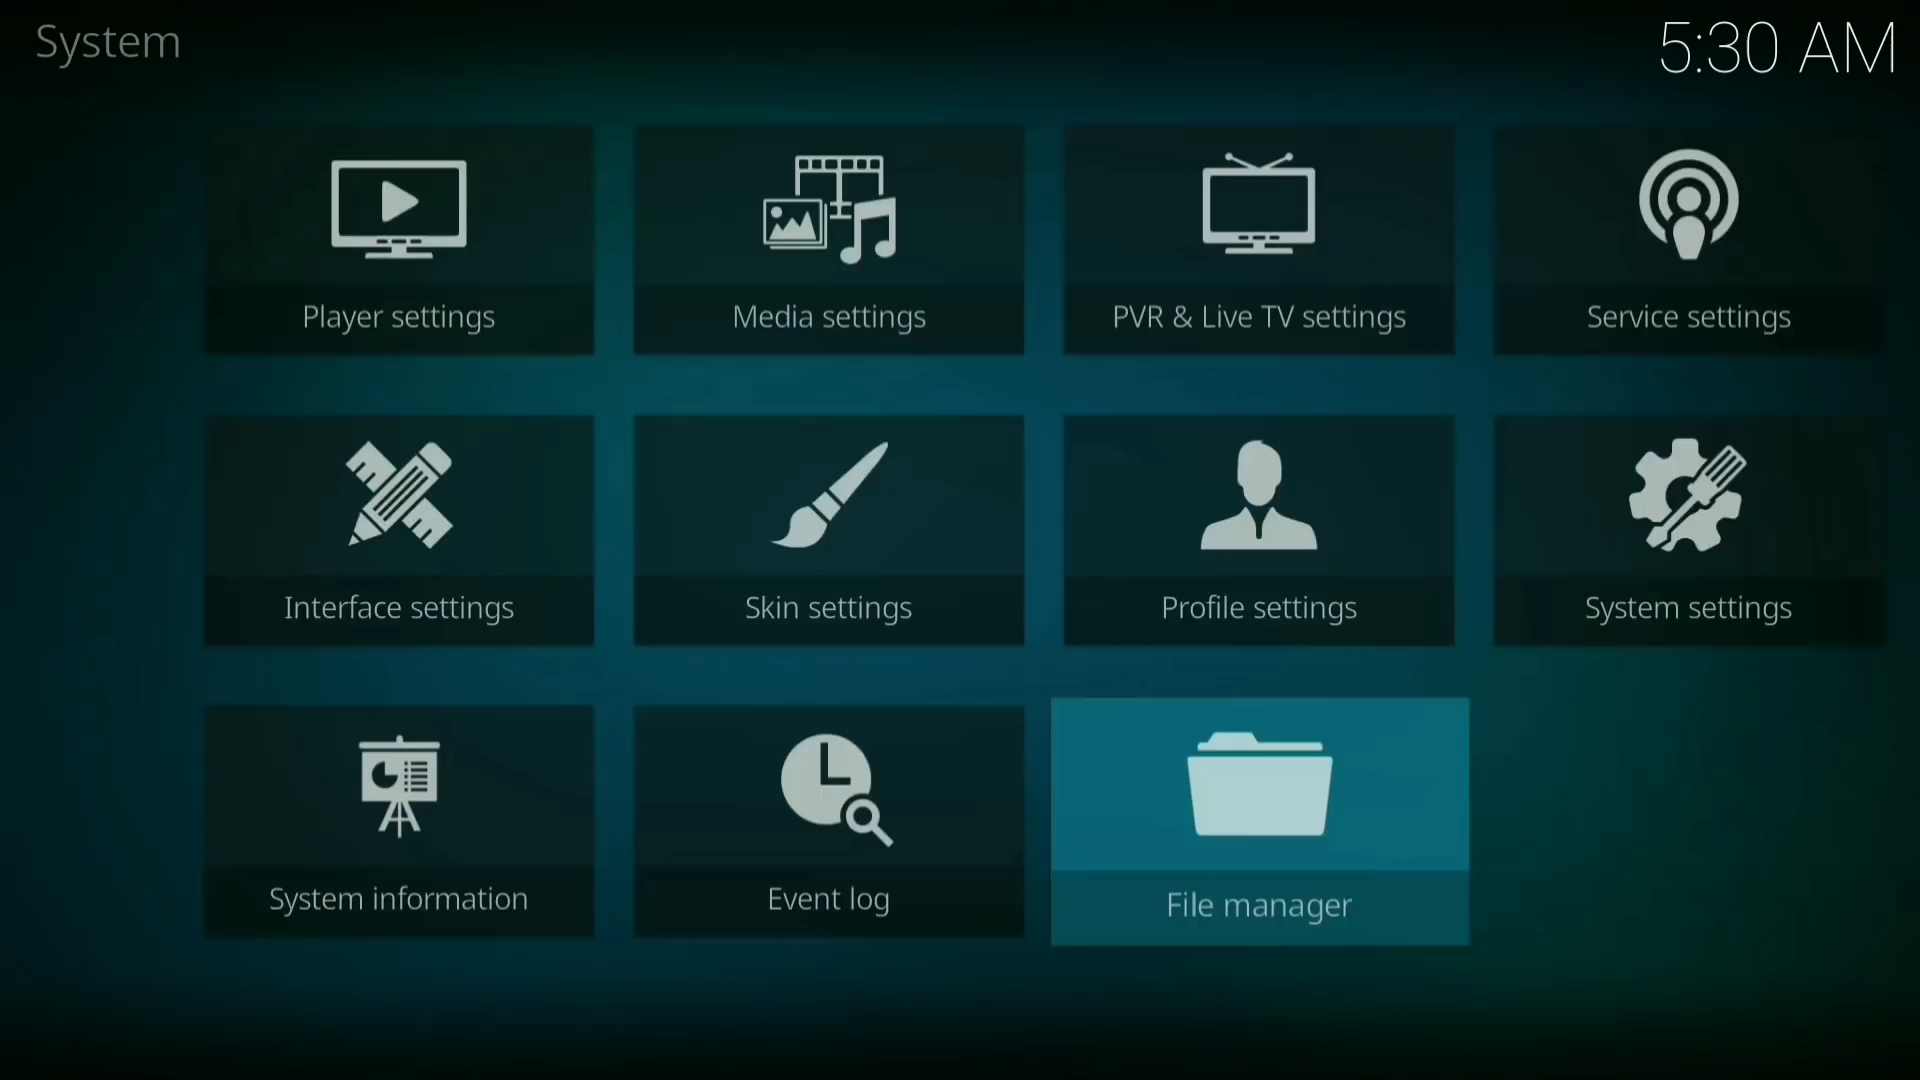 System
5:30 AM
Player settings
Media settings
PVR & Live TV settings
Service settings
Interface settings
Skin settings
Profile settings
System settings
System information
Event log
File manager